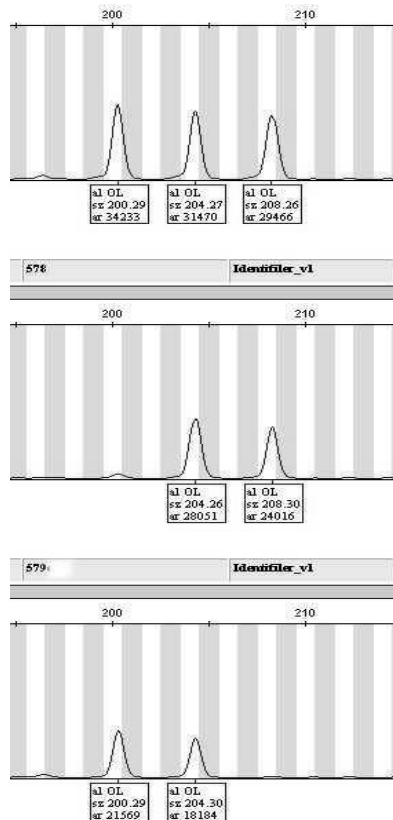 200 210
al OL al OL al OL
sz 200.29 sz 204.27 sz 208.26
ar 34233 ar 31470 ar 29466
578 Identifiler_v1
200 210
al OL al OL
sz 204.26 sz 208.30
ar 28051 ar 24016
579 Identifiler_v1
200 210
al OL al OL
sz 200.29 sz 204.30
ar 21569 ar 18184